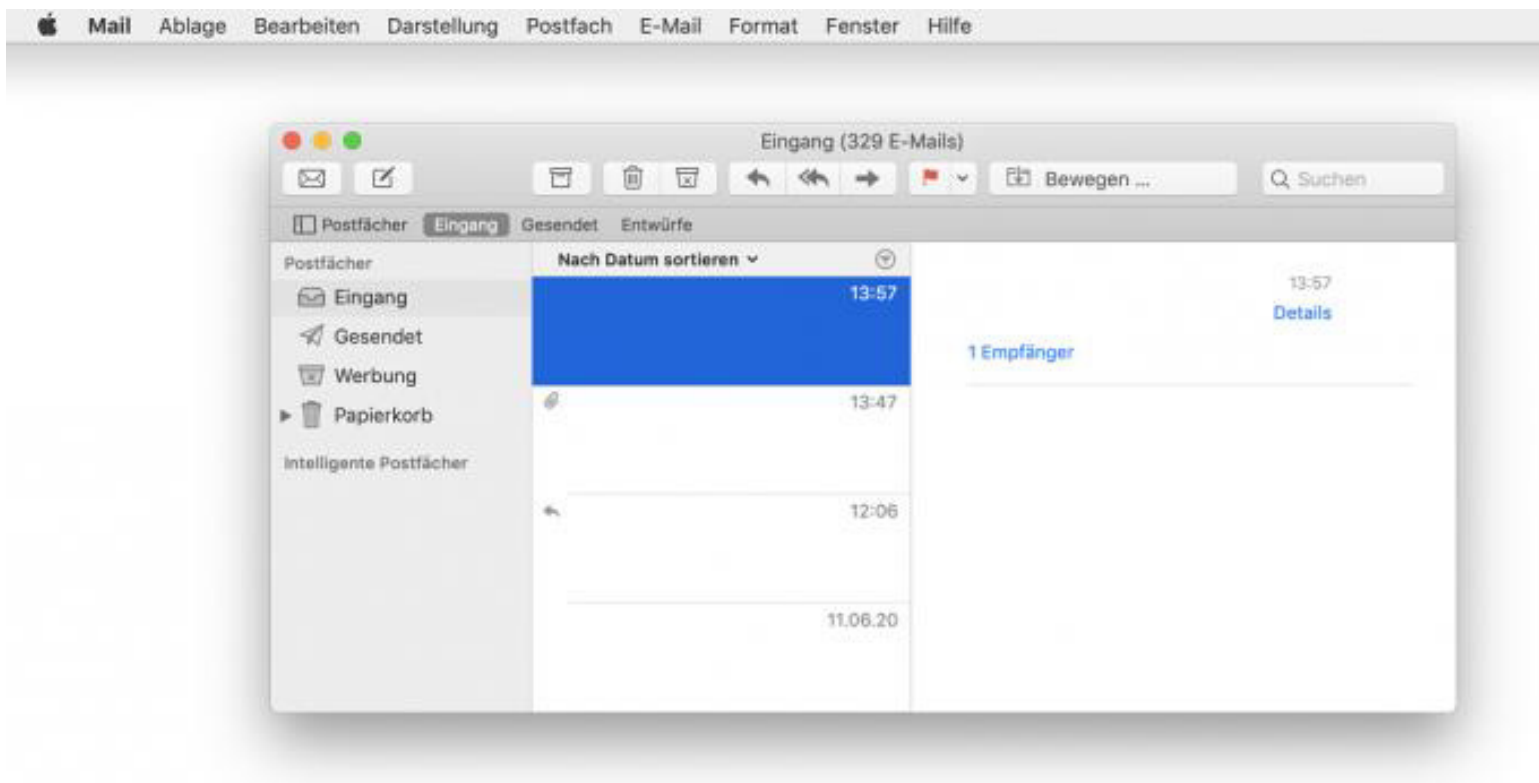 Mail Ablage Bearbeiten Darstellung Postfach E-Mail Format Fenster Hilfe
Eingang (329 E-Mails)
Bewegen ... Suchen
Postfächer Eingang Gesendet Entwürfe
Postfächer
Eingang
Gesendet
Werbung
Papierkorb
Intelligente Postfächer
Nach Datum sortieren
13:57
13:47
12:06
11.06.20
13:57
Details
1 Empfänger